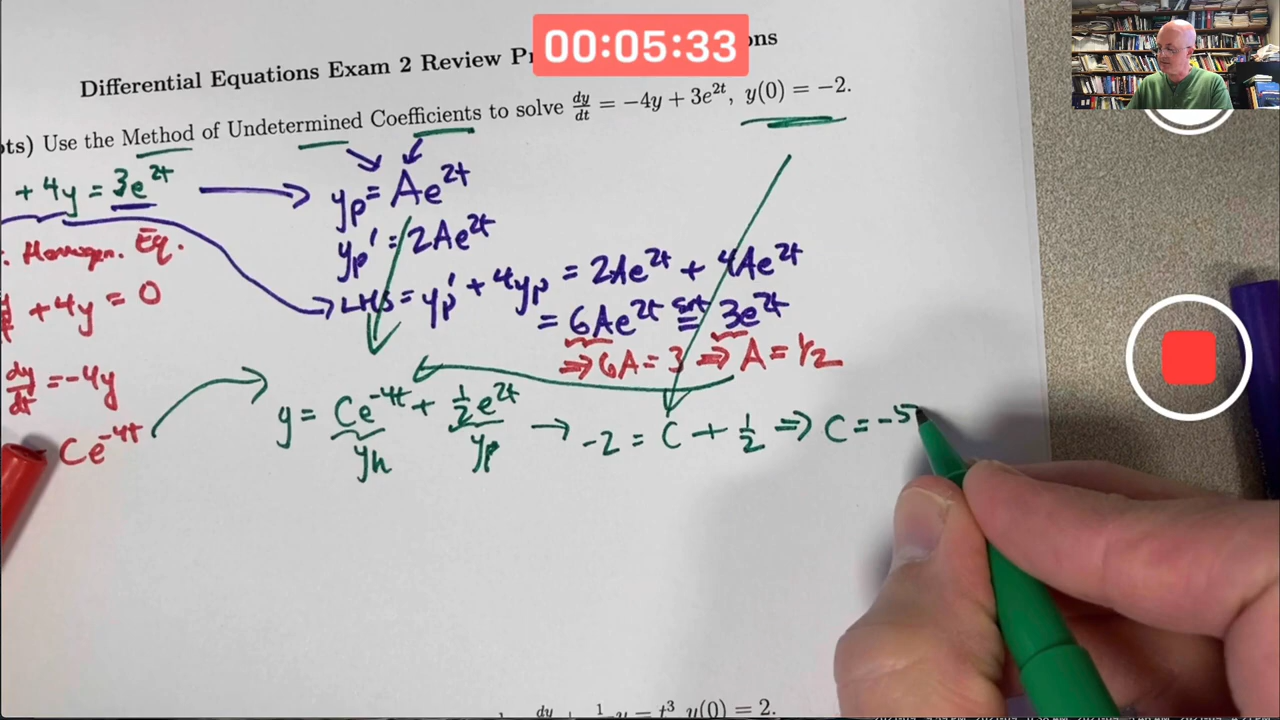 00:05:33
Differential Equations Exam 2 Review Pr ons
ots) Use the Method of Undetermined Coefficients to solve dy/dt = −4y + 3e^{2t}, y(0) = −2.
+ 4y = 3e^{2t} → y_p = Ae^{2t}
y_p' = 2Ae^{2t}
. Homogen. Eq.
→ LHS = y_p' + 4y_p = 2Ae^{2t} + 4Ae^{2t}
+ 4y = 0
= 6Ae^{2t} = 3e^{2t}
⇒ 6A = 3 ⇒ A = 1/2
dy/dt = −4y
y = Ce^{−4t} + 1/2 e^{2t} → −2 = C + 1/2 ⇒ C = −5
y_h y_p
Ce^{−4t}
dy t³ y(0) = 2.